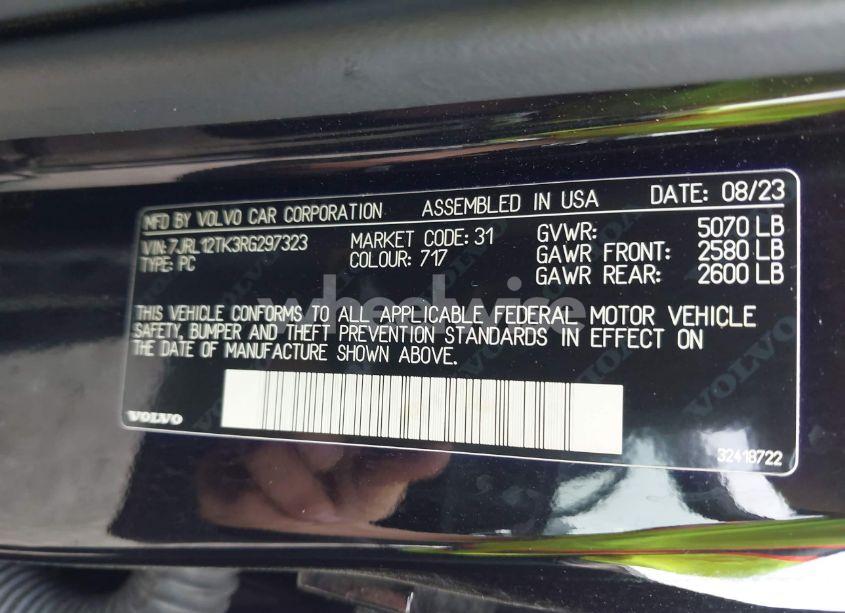 MFD BY VOLVO CAR CORPORATION ASSEMBLED IN USA DATE: 08/23
VIN: 7JRL12TK3RG297323 MARKET CODE: 31 GVWR: 5070 LB
TYPE: PC COLOUR: 717 GAWR FRONT: 2580 LB
GAWR REAR: 2600 LB
wheelwise
THIS VEHICLE CONFORMS TO ALL APPLICABLE FEDERAL MOTOR VEHICLE
SAFETY, BUMPER AND THEFT PREVENTION STANDARDS IN EFFECT ON
THE DATE OF MANUFACTURE SHOWN ABOVE.
VOLVO
32418722